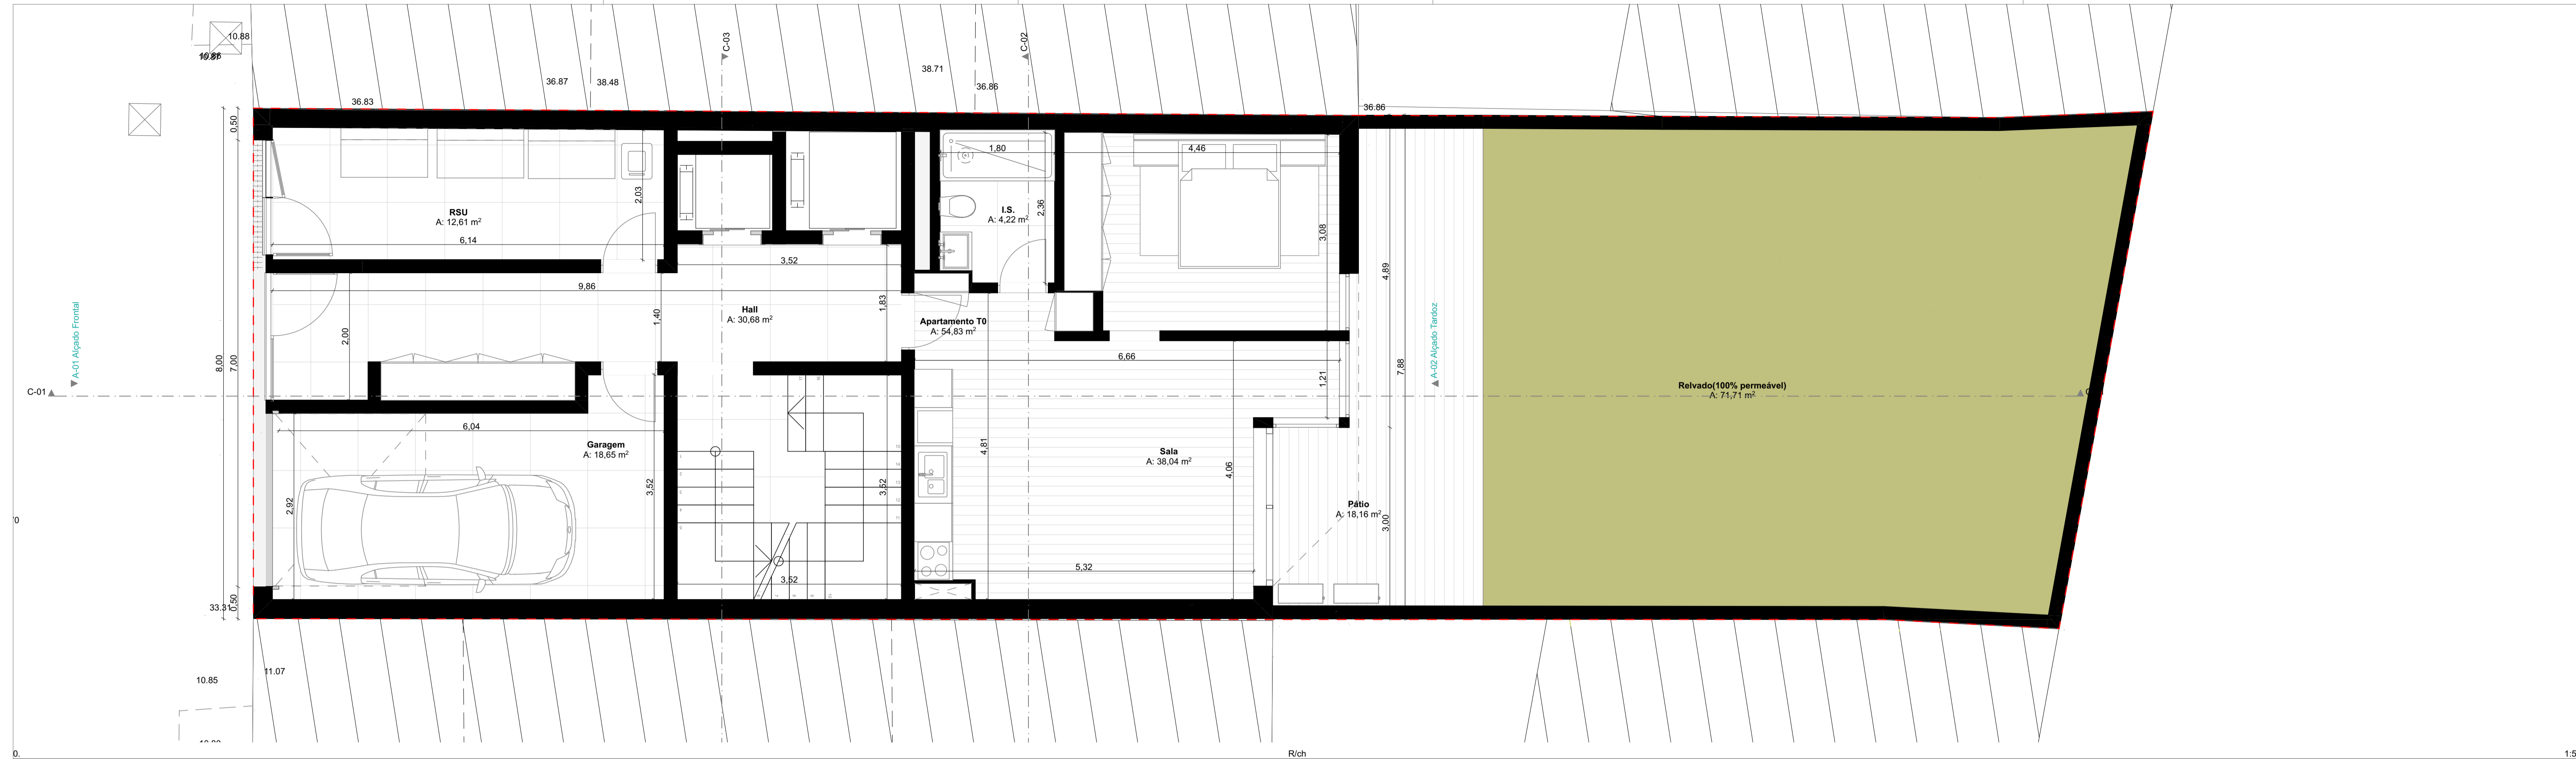 10.88
10.87
36.87
38.48
38.71
36.86
36.83
36.86
C-03
C-02
0,50
1,80
4,46
2,03
2,36
3,08
RSU
A: 12,61 m²
I.S.
A: 4,22 m²
6,14
3,52
9,86
4,89
Hall
A: 30,68 m²
1,83
1,40
2,00
Apartamento T0
A: 54,83 m²
A-01 Alçado Frontal
A-02 Alçado Tardoz
8,00
7,00
6,66
7,88
1,21
C-01
Relvado(100% permeável)
A: 71,71 m²
6,04
Garagem
A: 18,65 m²
4,81
Sala
A: 38,04 m²
4,06
2,92
3,52
3,52
Pátio
A: 18,16 m²
3,00
5,32
3,52
0,50
33.31
11.07
10.85
R/ch